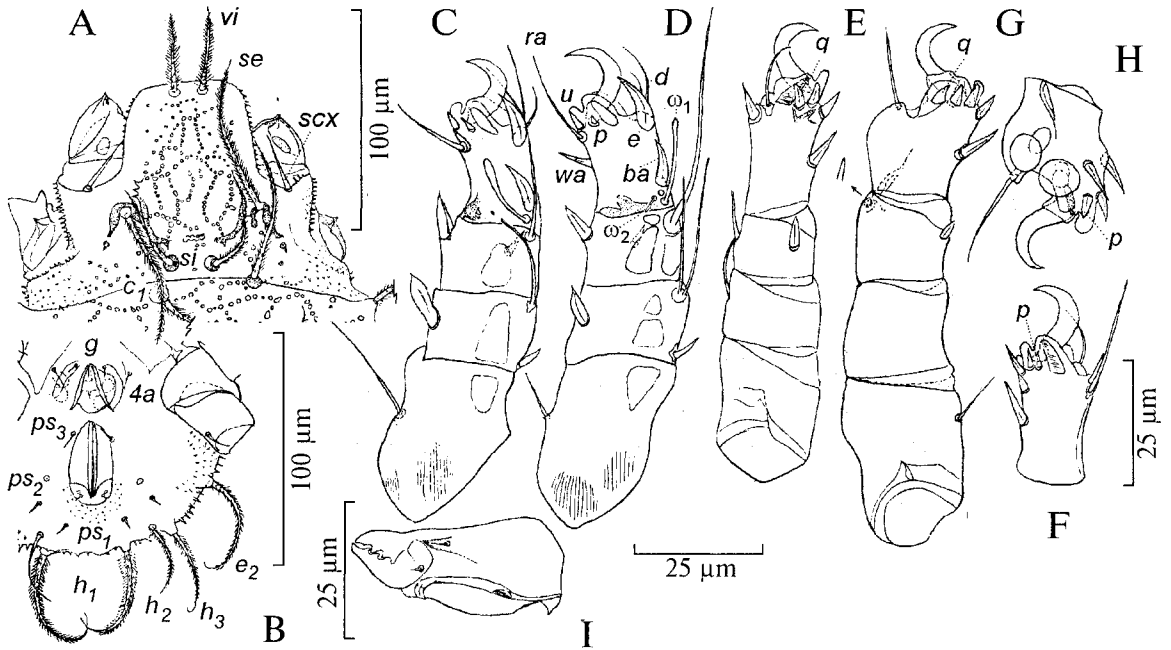 A
vi
se
scx
100 µm
si
c1
C
ra
u
p
e
d
D
ω1
wa
ba
ω2
q
E
G
q
H
p
p
25 µm
F
g
4a
ps3
ps2
ps1
100 µm
e2
h1
h2
h3
B
25 µm
I
25 µm